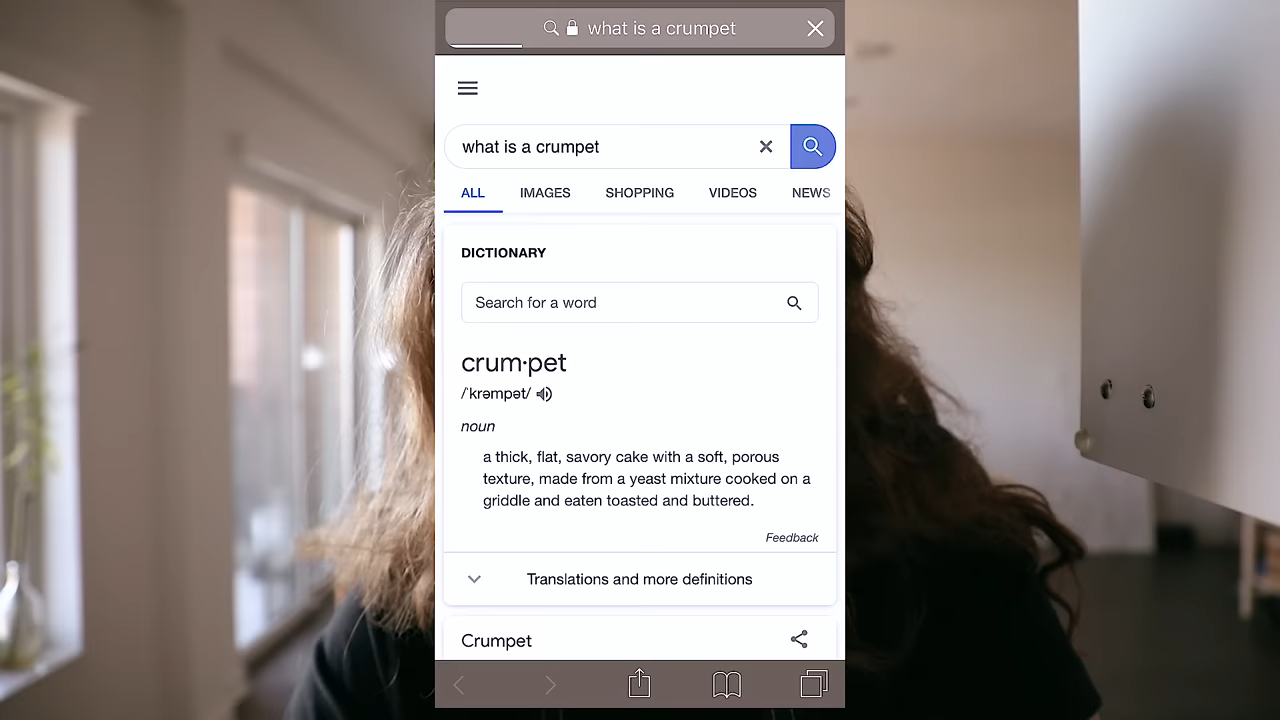 what is a crumpet
what is a crumpet
ALL IMAGES SHOPPING VIDEOS NEWS
DICTIONARY
Search for a word
crum·pet
/ˈkrəmpət/
noun
a thick, flat, savory cake with a soft, porous
texture, made from a yeast mixture cooked on a
griddle and eaten toasted and buttered.
Feedback
Translations and more definitions
Crumpet